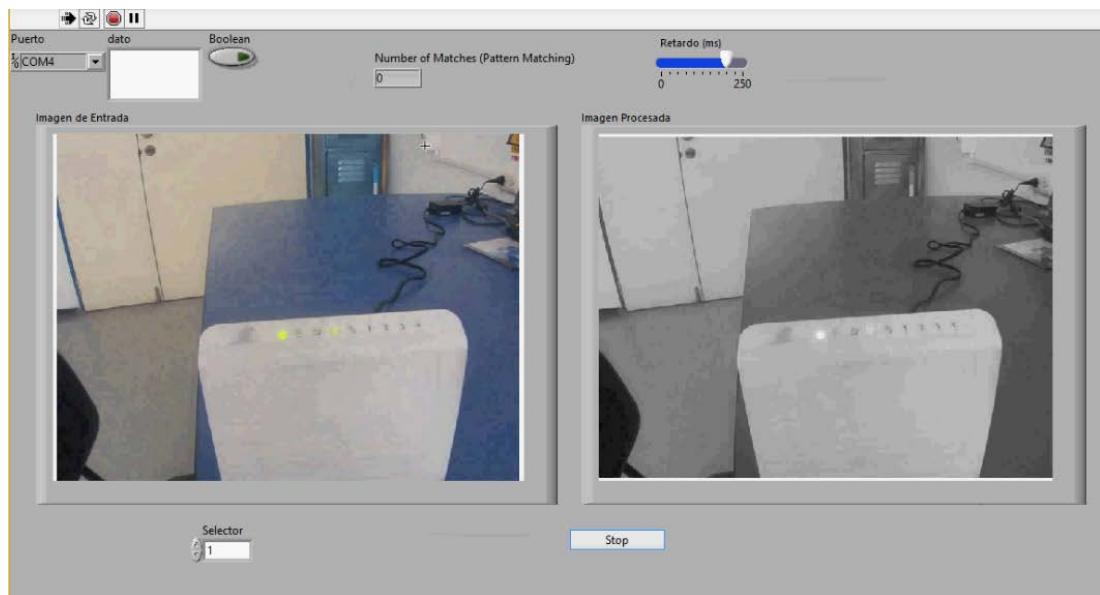 Puerto
dato
Boolean
COM4
Number of Matches (Pattern Matching)
0
Retardo (ms)
0 250
Imagen de Entrada
Imagen Procesada
Selector
1
Stop